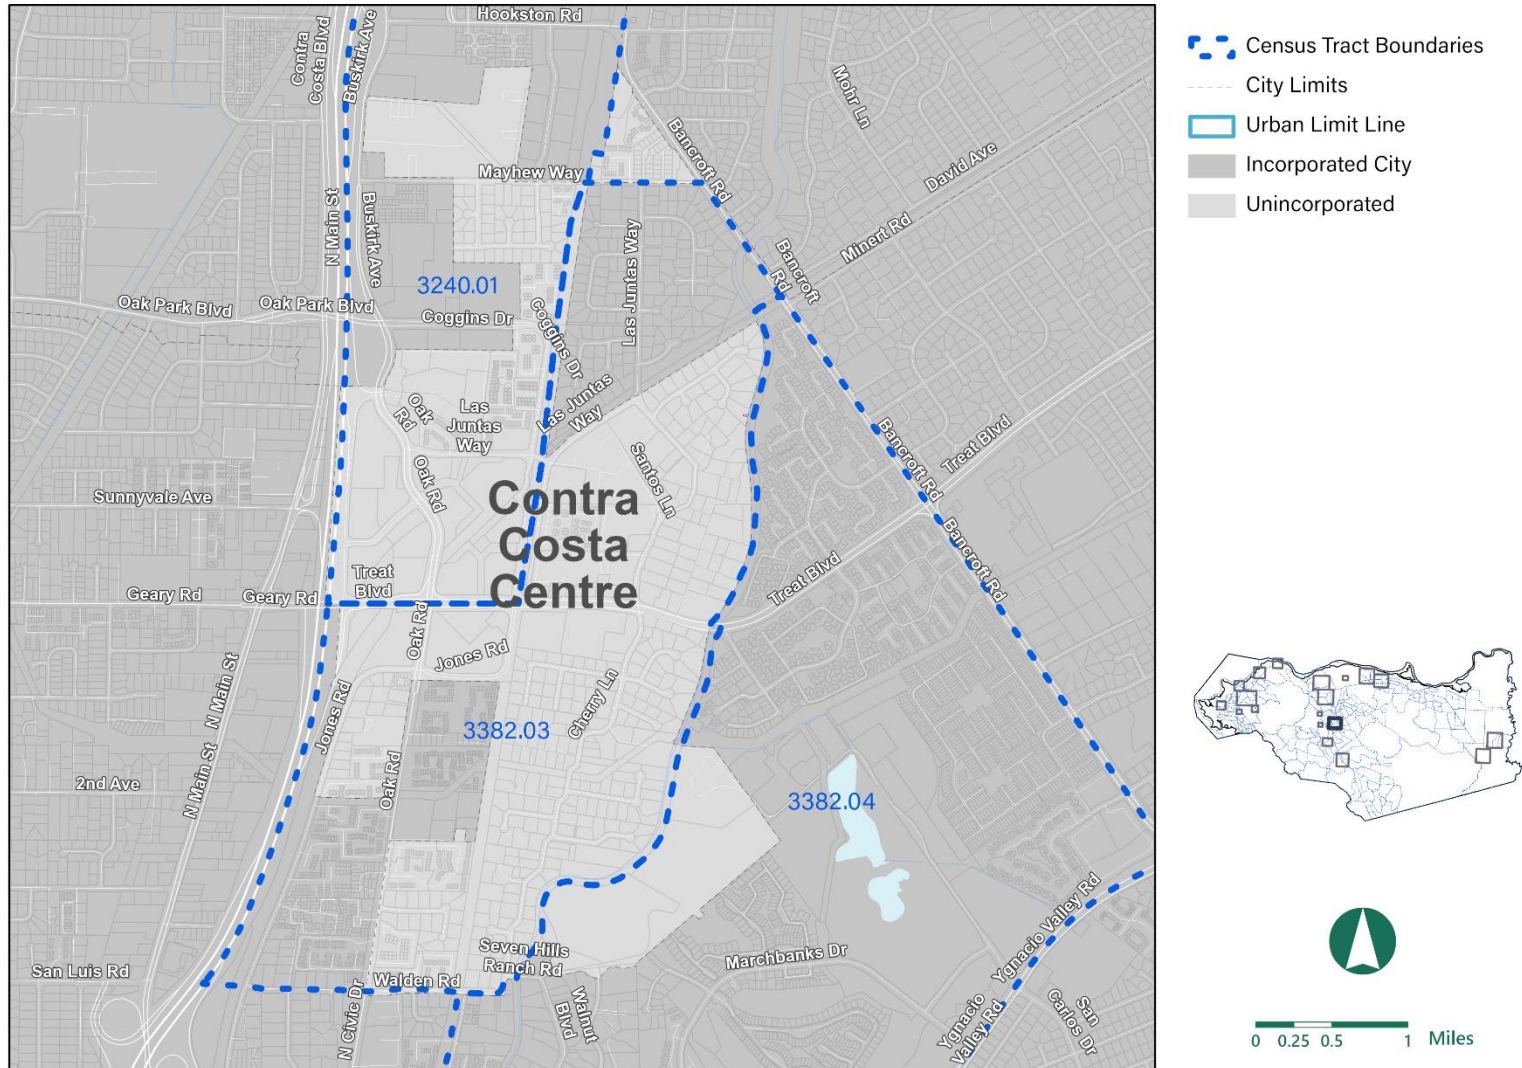 Hookston Rd
Contra
Costa Blvd
Buskirk Ave
Mohr Ln
Bancroft Rd
David Ave
Mayhew Way
N Main St
Buskirk Ave
Las Juntas Way
Minert Rd
Bancroft
Rd
3240.01
Oak Park Blvd
Oak Park Blvd
Coggins Dr
Coggins Dr
Las Juntas
Way
Oak
Rd
Las
Juntas
Way
Bancroft Rd
Treat Blvd
Santos Ln
Oak Rd
Sunnyvale Ave
Contra
Costa
Centre
Bancroft Rd
Treat Blvd
Treat
Blvd
Geary Rd
Geary Rd
Oak Rd
Jones Rd
N Main St
Jones Rd
Cherry Ln
3382.03
2nd Ave
N Main St
Oak Rd
3382.04
Ygnacio Valley Rd
Seven Hills
Ranch Rd
Marchbanks Dr
San Luis Rd
Walden Rd
N Civic Dr
Walnut
Blvd
Ygnacio
Valley Rd
San
Carlos Dr
Census Tract Boundaries
City Limits
Urban Limit Line
Incorporated City
Unincorporated
0 0.25 0.5 1 Miles